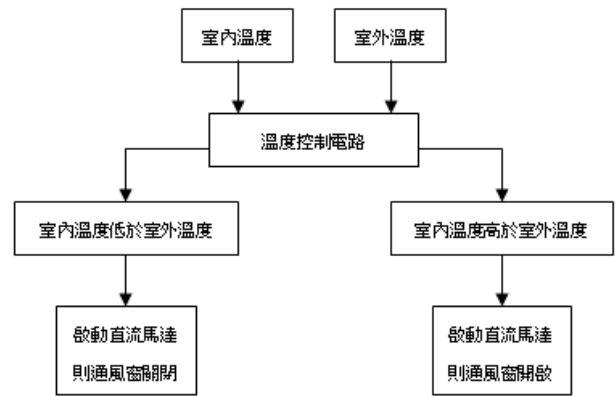 室內溫度
室外溫度
溫度控制電路
室內溫度低於室外溫度
室內溫度高於室外溫度
啟動直流馬達
則通風窗關閉
啟動直流馬達
則通風窗開啟